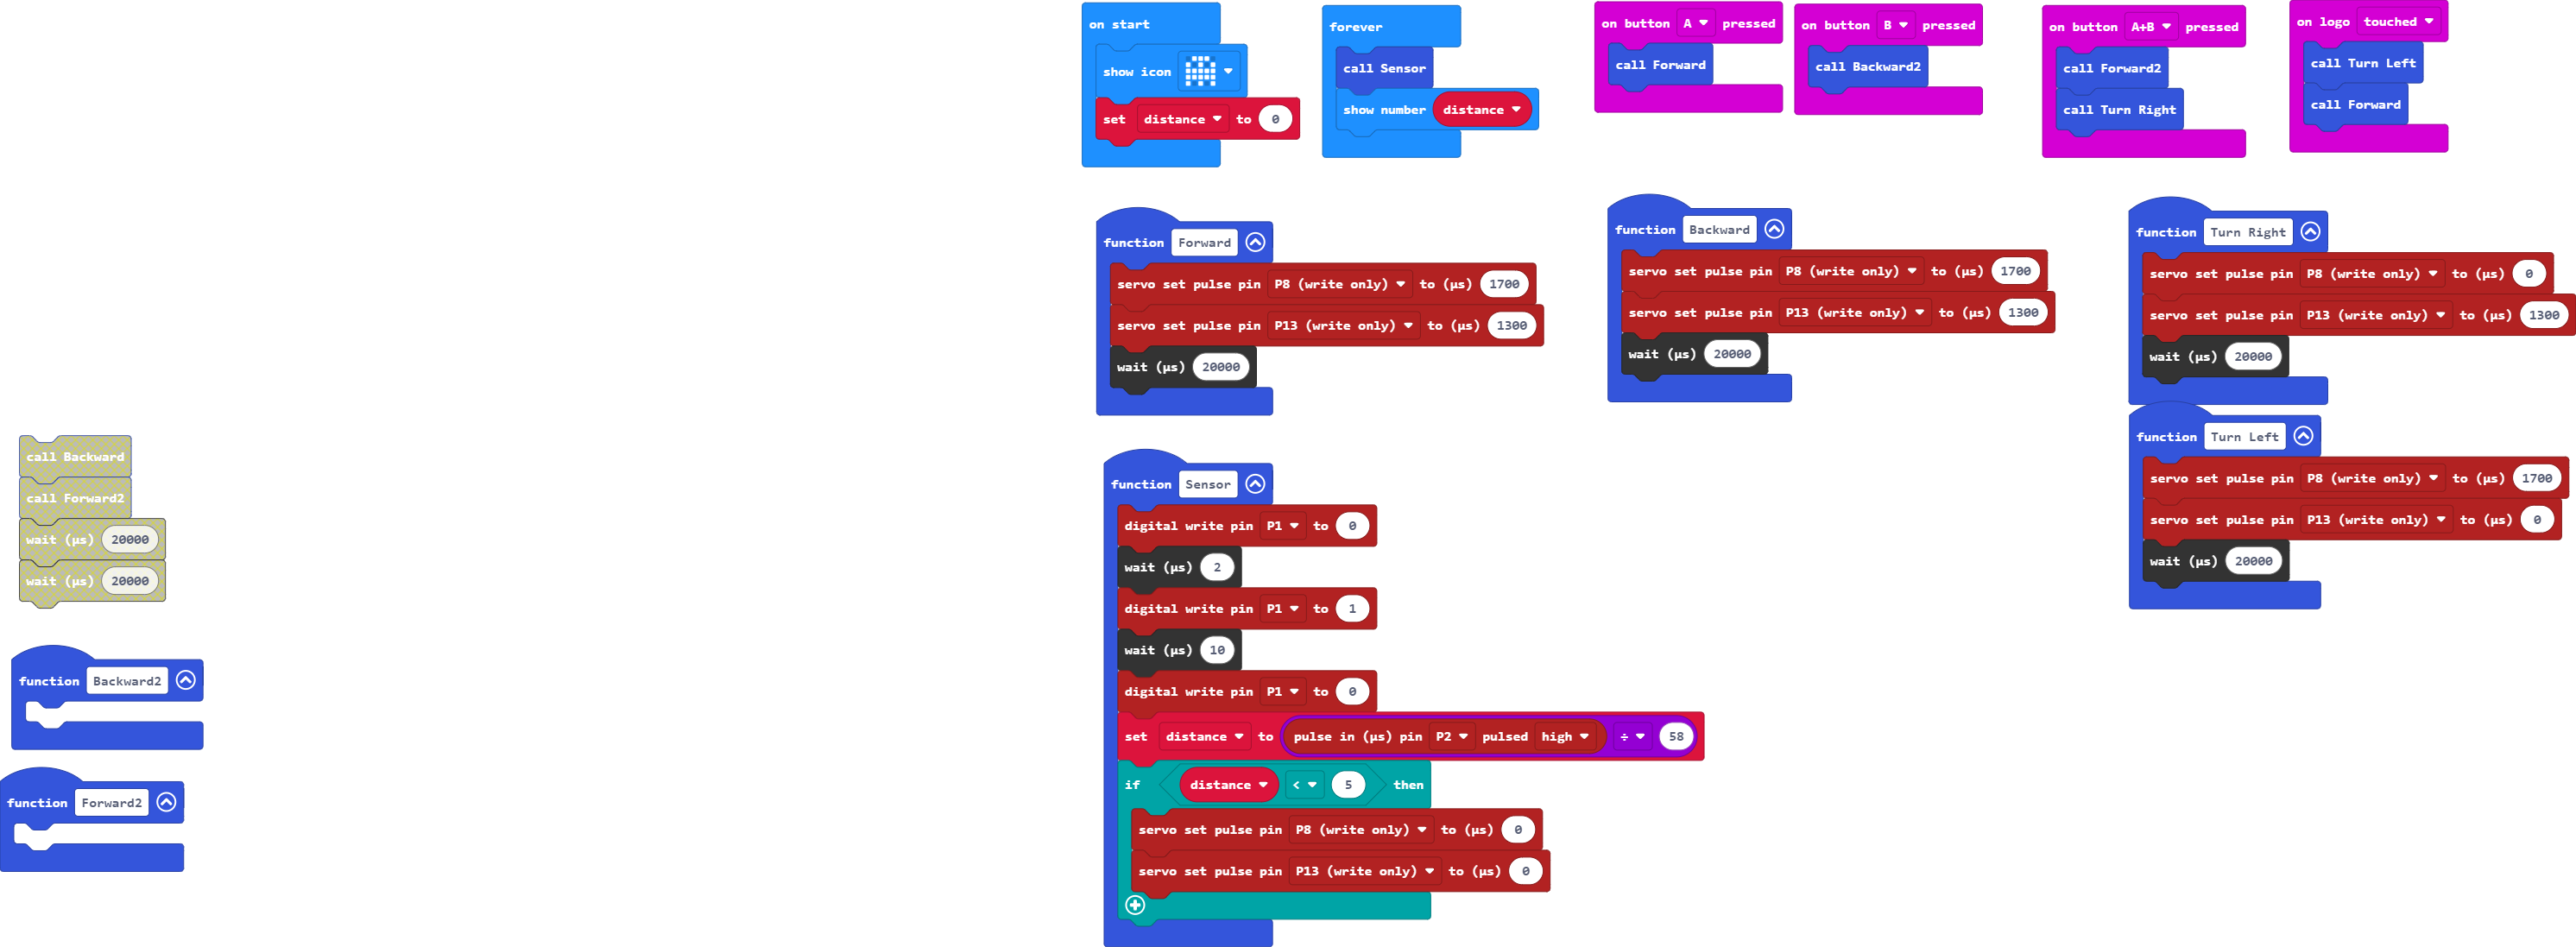 on start
show icon
set distance to 0
forever
call Sensor
show number distance
on button A pressed
call Forward
on button B pressed
call Backward2
on button A+B pressed
call Forward2
call Turn Right
on logo touched
call Turn Left
call Forward
function Forward
servo set pulse pin P8 (write only) to (µs) 1700
servo set pulse pin P13 (write only) to (µs) 1300
wait (µs) 20000
function Backward
servo set pulse pin P8 (write only) to (µs) 1700
servo set pulse pin P13 (write only) to (µs) 1300
wait (µs) 20000
function Turn Right
servo set pulse pin P8 (write only) to (µs) 0
servo set pulse pin P13 (write only) to (µs) 1300
wait (µs) 20000
function Turn Left
servo set pulse pin P8 (write only) to (µs) 1700
servo set pulse pin P13 (write only) to (µs) 0
wait (µs) 20000
call Backward
call Forward2
wait (µs) 20000
wait (µs) 20000
function Backward2
function Forward2
function Sensor
digital write pin P1 to 0
wait (µs) 2
digital write pin P1 to 1
wait (µs) 10
digital write pin P1 to 0
set distance to pulse in (µs) pin P2 pulsed high ÷ 58
if distance < 5 then
servo set pulse pin P8 (write only) to (µs) 0
servo set pulse pin P13 (write only) to (µs) 0